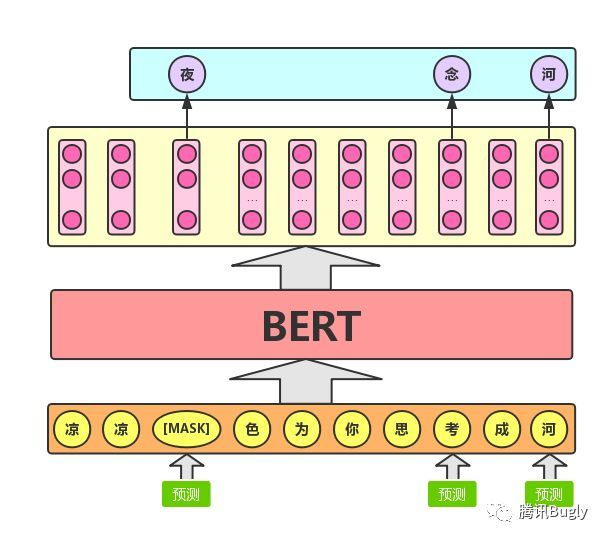 夜 念 河
... ... ... ... ... ... ...
BERT
凉 凉 [MASK] 色 为 你 思 考 成 河
预测 预测 预测
腾讯Bugly